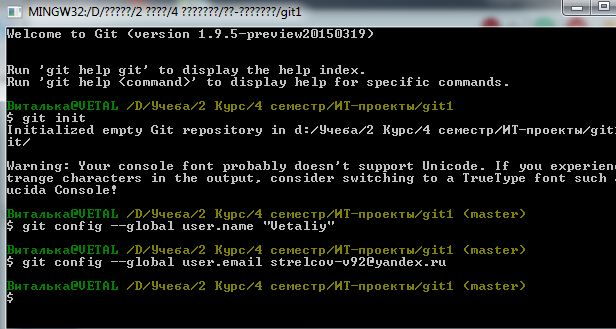 MINGW32:/D/?????/2 ????/4 ???????/??-???????/git1
Welcome to Git (version 1.9.5-preview20150319)
Run 'git help git' to display the help index.
Run 'git help <command>' to display help for specific commands.
Виталька@VETAL /D/Учеба/2 Курс/4 семестр/ИТ-проекты/git1
$ git init
Initialized empty Git repository in d:/Учеба/2 Курс/4 семестр/ИТ-проекты/git
it/
Warning: Your console font probably doesn't support Unicode. If you experien
trange characters in the output, consider switching to a TrueType font such
ucida Console!
Виталька@VETAL /D/Учеба/2 Курс/4 семестр/ИТ-проекты/git1 (master)
$ git config --global user.name "Vetaliy"
Виталька@VETAL /D/Учеба/2 Курс/4 семестр/ИТ-проекты/git1 (master)
$ git config --global user.email strelcov-v92@yandex.ru
Виталька@VETAL /D/Учеба/2 Курс/4 семестр/ИТ-проекты/git1 (master)
$